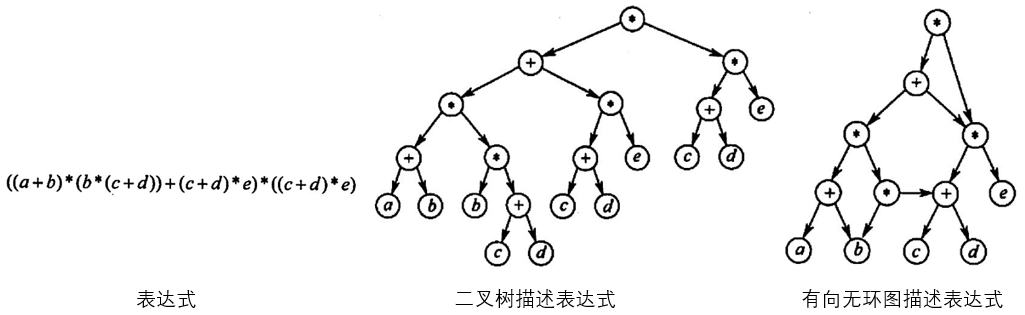 ((a+b)*(b*(c+d))+(c+d)*e)*((c+d)*e)
表达式
*
+ *
* * + e
+ * + e c d
a b b + c d
c d
二叉树描述表达式
*
+
* *
+ * + e
a b c d
有向无环图描述表达式